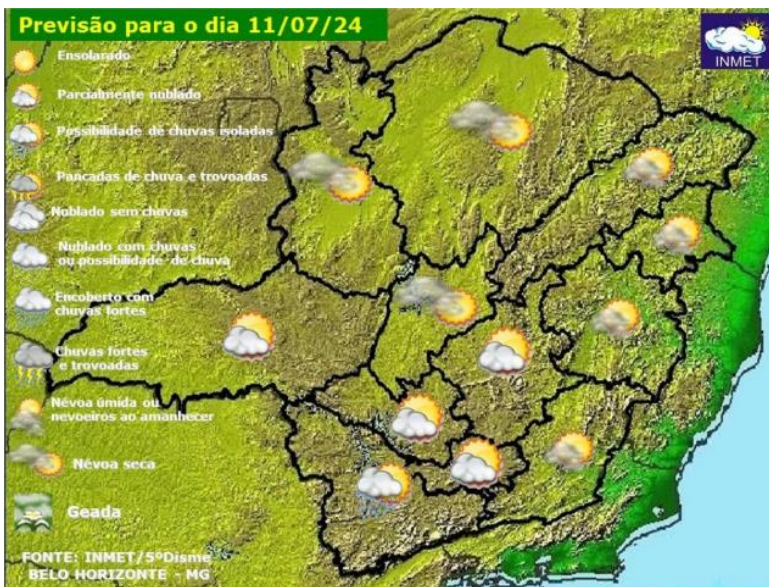 Previsão para o dia 11/07/24
INMET
Ensolarado
Parcialmente nublado
Possibilidade de chuvas isoladas
Pancadas de chuva e trovoadas
Nublado sem chuvas
Nublado com chuvas
ou possibilidade de chuva
Encoberto com
chuvas fortes
Chuvas fortes
e trovoadas
Névoa úmida ou
nevoeiros ao amanhecer
Névoa seca
Geada
FONTE: INMET/5ºDisme
BELO HORIZONTE - MG